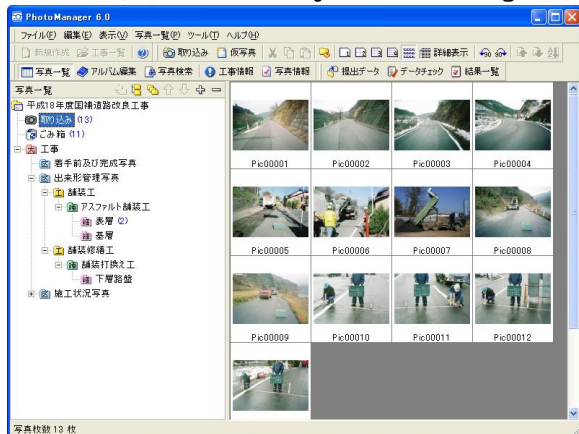 PhotoManager 6.0
ファイル(F) 編集(E) 表示(V) 写真一覧(P) ツール(T) ヘルプ(H)
新規作成 工事一覧 取り込み 仮写真 詳細表示
写真一覧 アルバム編集 写真検索 工事情報 写真情報 提出データ データチェック 結果一覧
写真一覧
平成18年度国補道路改良工事
取り込み (13)
ごみ箱 (11)
工事
着手前及び完成写真
出来形管理写真
舗装工
アスファルト舗装工
表層 (2)
基層
舗装修繕工
舗装打換え工
下層路盤
施工状況写真
Pic00001 Pic00002 Pic00003 Pic00004
Pic00005 Pic00006 Pic00007 Pic00008
Pic00009 Pic00010 Pic00011 Pic00012
写真枚数 13 枚